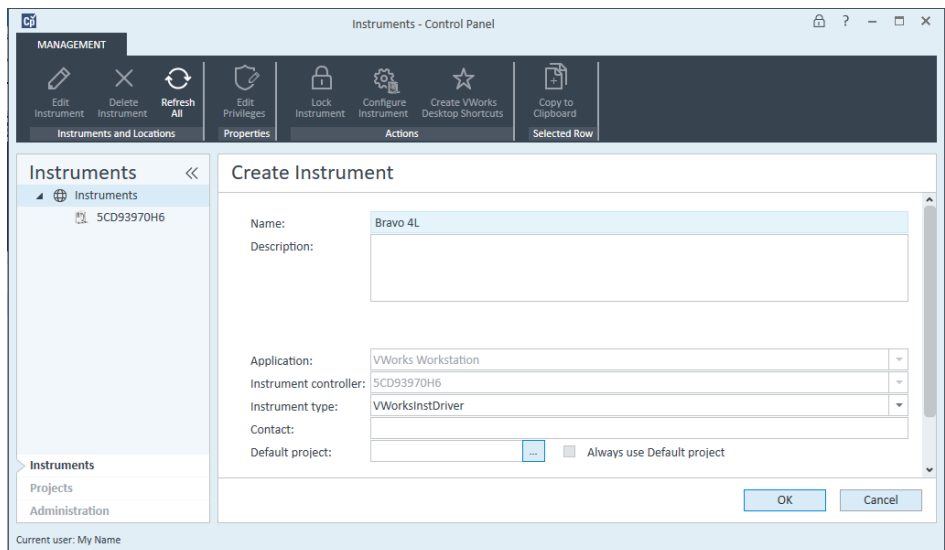 Cp
Instruments - Control Panel
?
MANAGEMENT
Edit Instrument
Delete Instrument
Refresh All
Edit Privileges
Lock Instrument
Configure Instrument
Create VWorks Desktop Shortcuts
Copy to Clipboard
Instruments and Locations
Properties
Actions
Selected Row
Instruments
Instruments
5CD93970H6
Create Instrument
Name: Bravo 4L
Description:
Application: VWorks Workstation
Instrument controller: 5CD93970H6
Instrument type: VWorksInstDriver
Contact:
Default project: ... Always use Default project
Instruments
Projects
Administration
OK Cancel
Current user: My Name